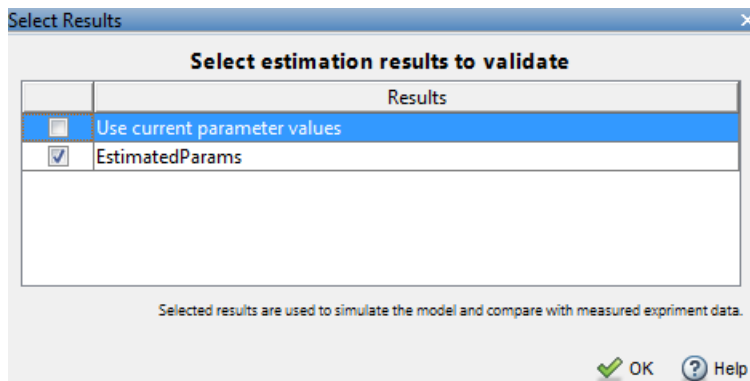 Select Results
Select estimation results to validate
Results
Use current parameter values
EstimatedParams
Selected results are used to simulate the model and compare with measured expriment data.
OK Help